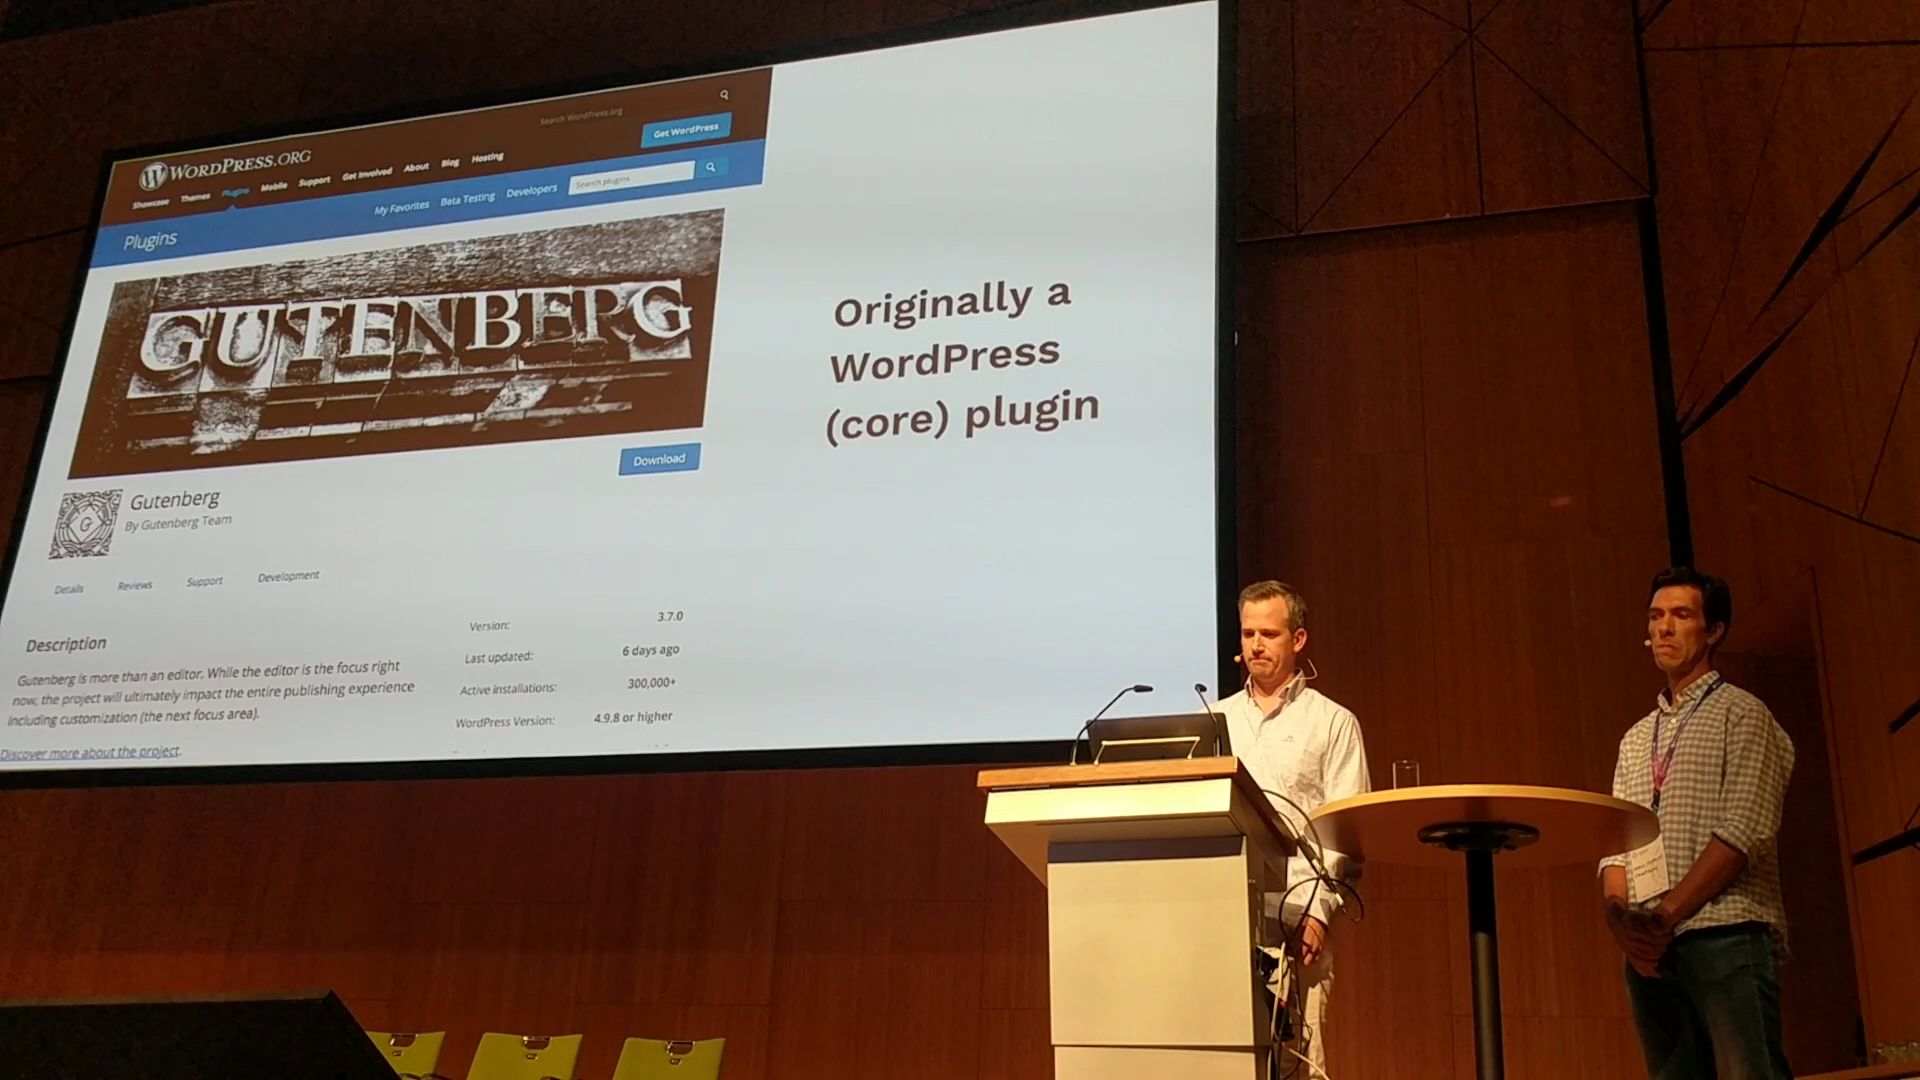 Search WordPress.org
Get WordPress
WORDPRESS.ORG
Showcase Themes Plugins Mobile Support Get Involved About Blog Hosting
Plugins
My Favorites Beta Testing Developers Search plugins
GUTENBERG
Download
G
Gutenberg
By Gutenberg Team
Details Reviews Support Development
Description
Gutenberg is more than an editor. While the editor is the focus right
now, the project will ultimately impact the entire publishing experience
including customization (the next focus area).
Discover more about the project.
Version: 3.7.0
Last updated: 6 days ago
Active installations: 300,000+
WordPress Version: 4.9.8 or higher
Originally a
WordPress
(core) plugin